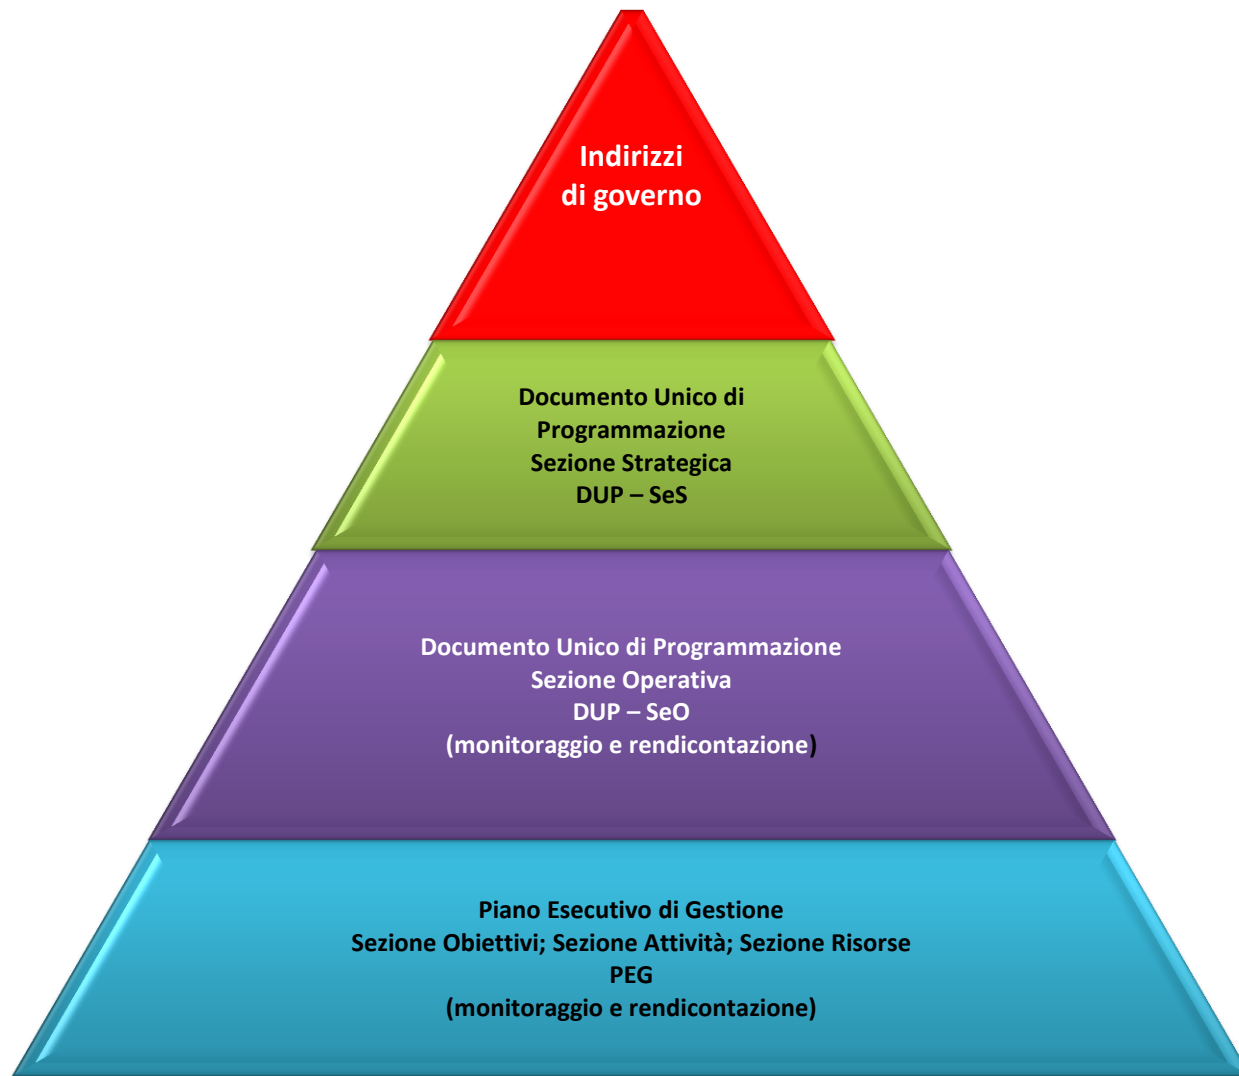 Indirizzi
di governo
Documento Unico di
Programmazione
Sezione Strategica
DUP – SeS
Documento Unico di Programmazione
Sezione Operativa
DUP – SeO
(monitoraggio e rendicontazione)
Piano Esecutivo di Gestione
Sezione Obiettivi; Sezione Attività; Sezione Risorse
PEG
(monitoraggio e rendicontazione)